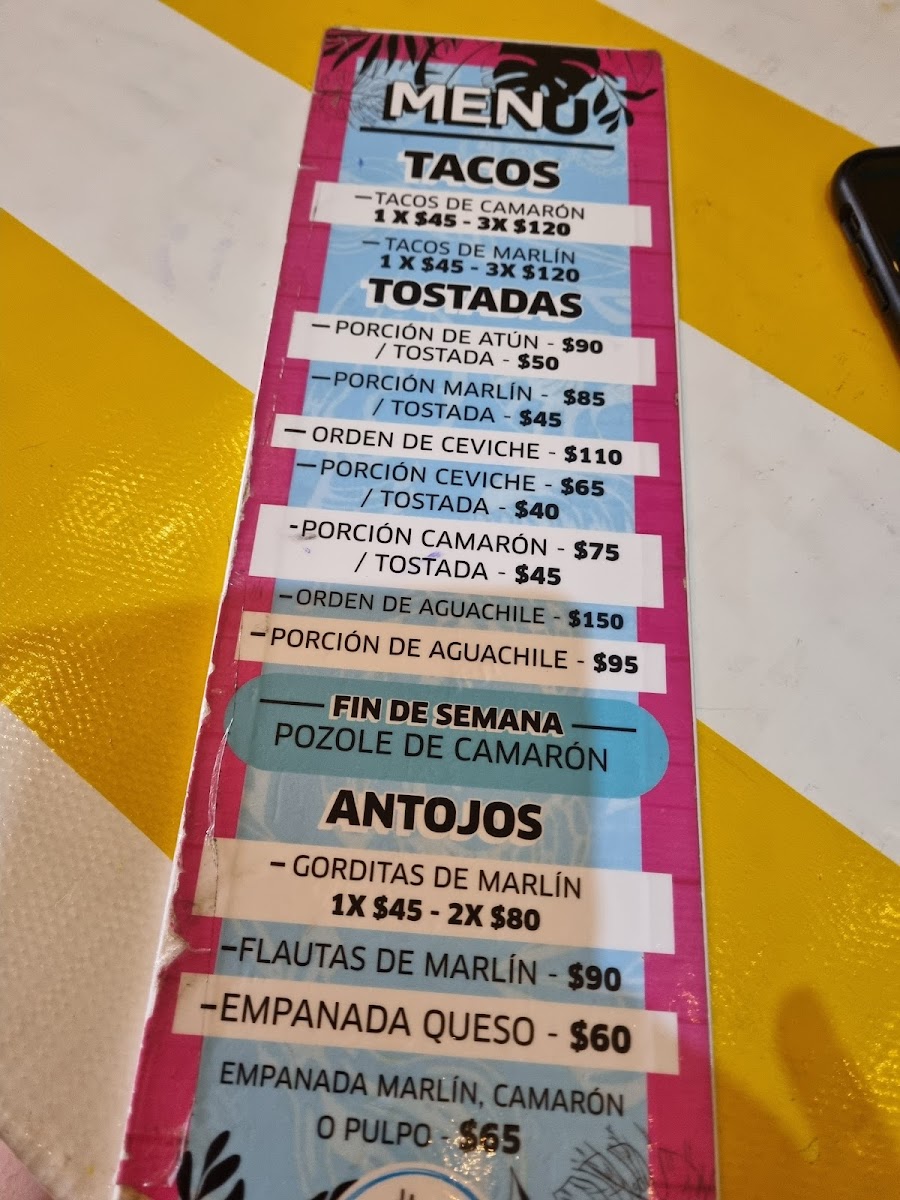 MENU
TACOS
-TACOS DE CAMARÓN
1 X $45 - 3X $120
-TACOS DE MARLÍN
1 X $45 - 3X $120
TOSTADAS
-PORCIÓN DE ATÚN - $90
/ TOSTADA - $50
-PORCIÓN MARLÍN - $85
/ TOSTADA - $45
- ORDEN DE CEVICHE - $110
-PORCIÓN CEVICHE - $65
/ TOSTADA - $40
-PORCIÓN CAMARÓN - $75
/ TOSTADA - $45
-ORDEN DE AGUACHILE - $150
-PORCIÓN DE AGUACHILE - $95
FIN DE SEMANA
POZOLE DE CAMARÓN
ANTOJOS
- GORDITAS DE MARLÍN
1X $45 - 2X $80
-FLAUTAS DE MARLÍN - $90
-EMPANADA QUESO - $60
EMPANADA MARLÍN, CAMARÓN
O PULPO - $65